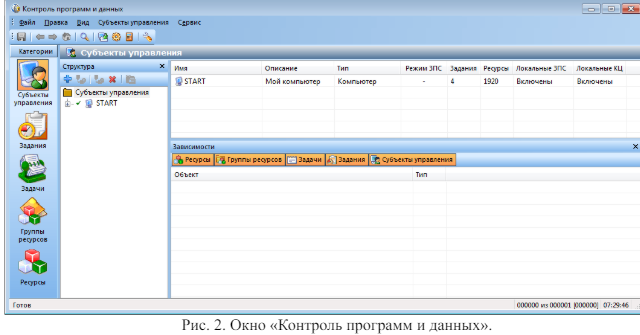 Контроль программ и данных
Файл Правка Вид Субъекты управления Сервис
Категории
Субъекты управления
Структура
Субъекты управления
START
Субъекты
управления
Задания
Задачи
Группы
ресурсов
Ресурсы
Имя Описание Тип Режим ЗПС Задания Ресурсы Локальные ЗПС Локальные КЦ
START Мой компьютер Компьютер - 4 1920 Включены Включены
Зависимости
Ресурсы Группы ресурсов Задачи Задания Субъекты управления
Объект Тип
Готов
000000 из 000001 [000000] 07:29:46
Рис. 2. Окно «Контроль программ и данных».